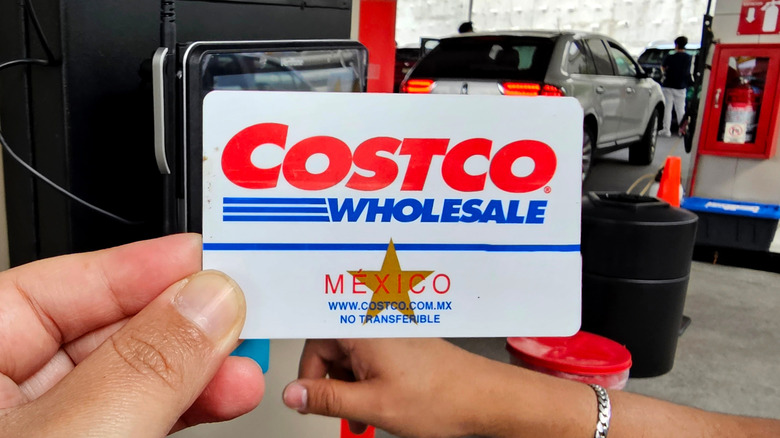 COSTCO®
WHOLESALE
MÉXICO
WWW.COSTCO.COM.MX
NO TRANSFERIBLE